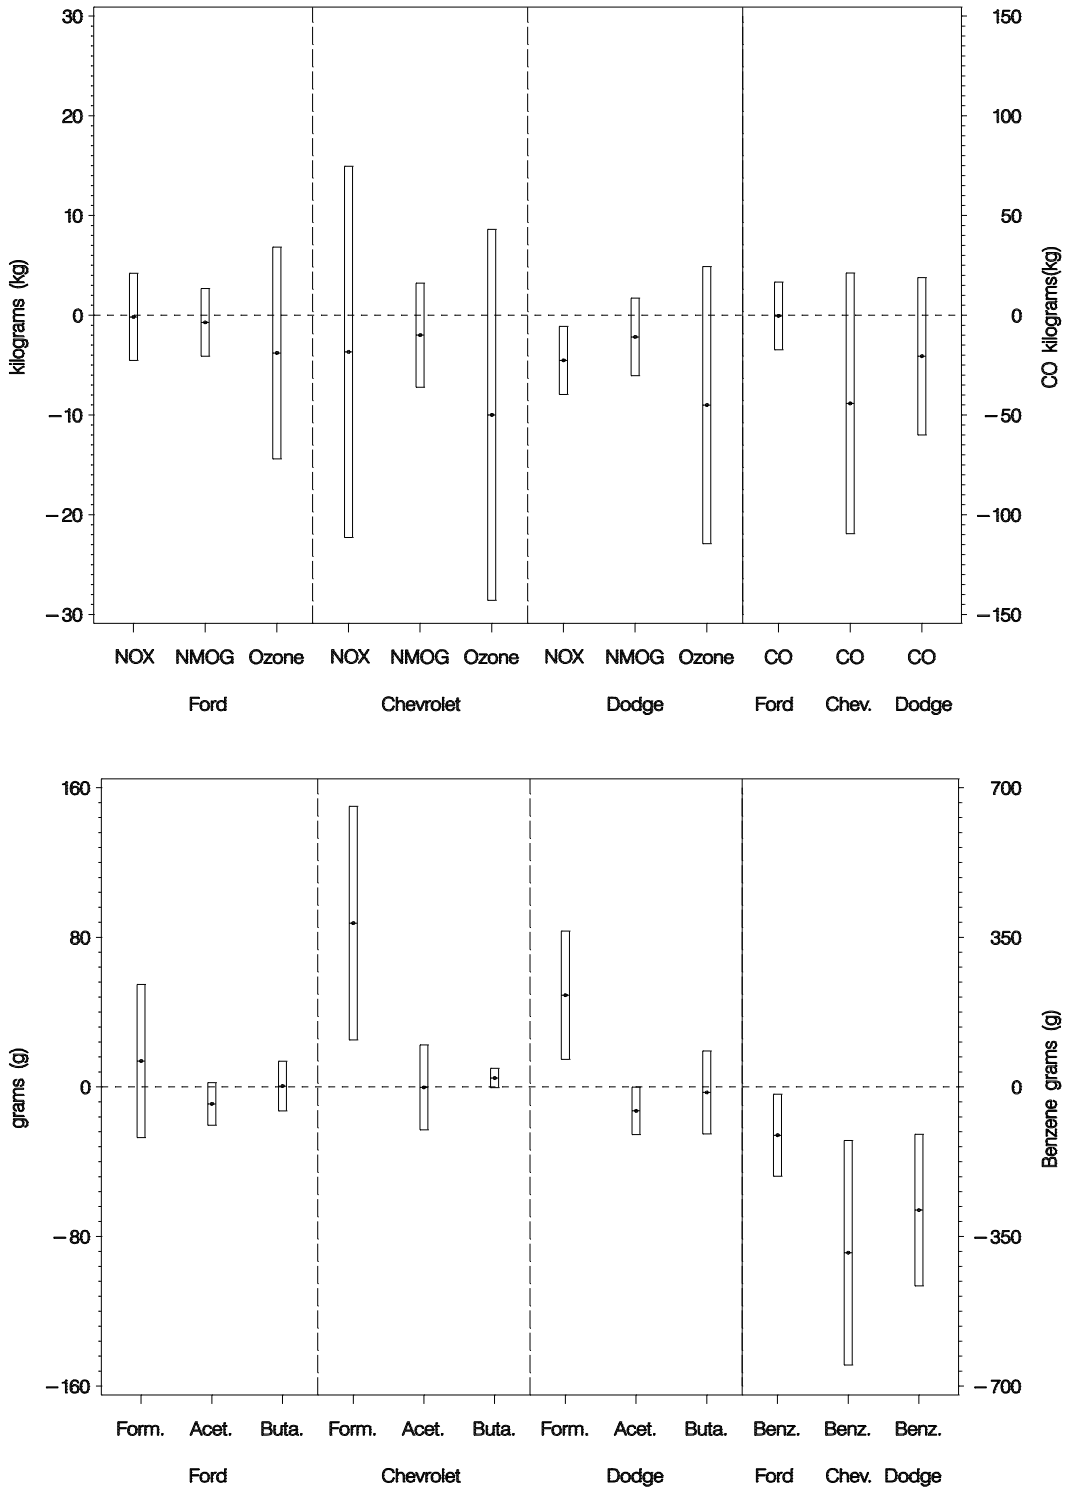 30 150
20 100
10 50
kilograms (kg)
0 0
CO kilograms(kg)
−10 −50
−20 −100
−30 −150
NOX NMOG Ozone NOX NMOG Ozone NOX NMOG Ozone CO CO CO
Ford Chevrolet Dodge Ford Chev. Dodge
160 700
80 350
grams (g)
0 0
Benzene grams (g)
−80 −350
−160 −700
Form. Acet. Buta. Form. Acet. Buta. Form. Acet. Buta. Benz. Benz. Benz.
Ford Chevrolet Dodge Ford Chev. Dodge